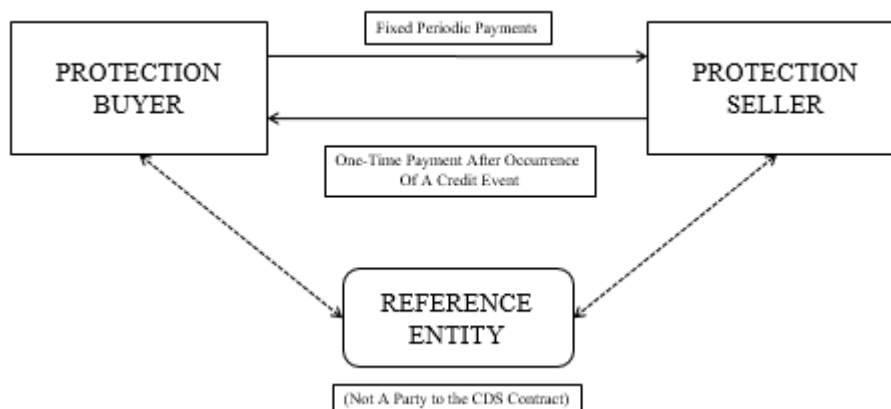 Fixed Periodic Payments
PROTECTION
BUYER
PROTECTION
SELLER
One-Time Payment After Occurrence
Of A Credit Event
REFERENCE
ENTITY
(Not A Party to the CDS Contract)